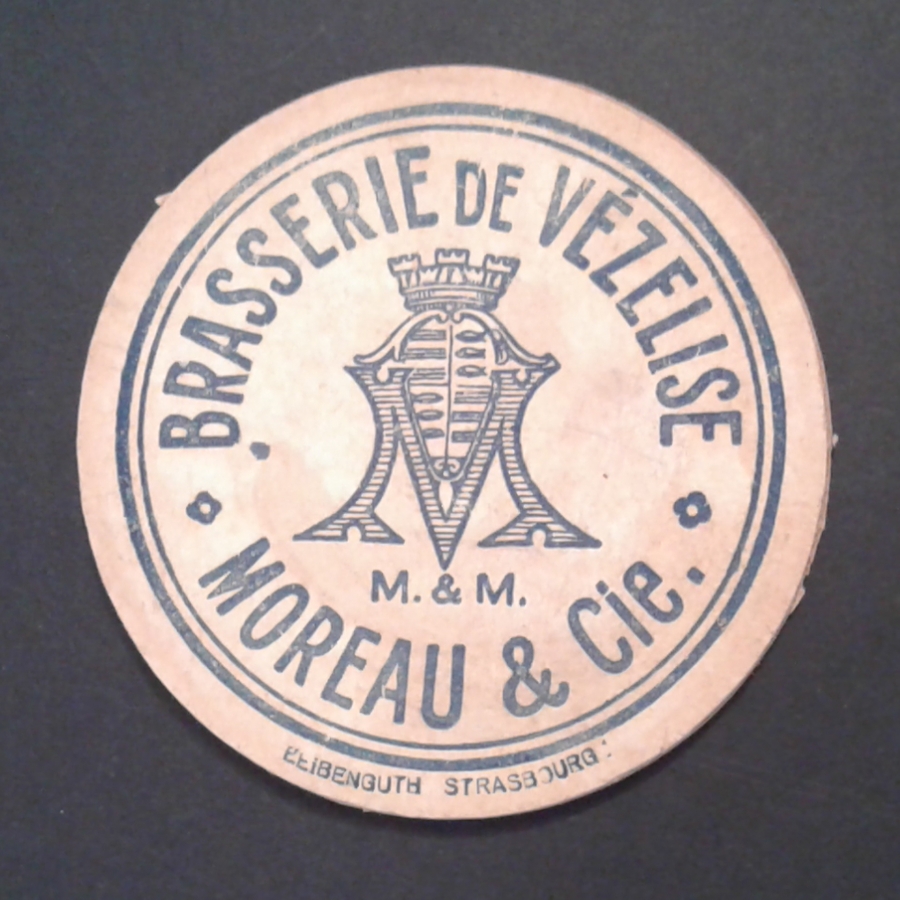 BRASSERIE DE VÉZELISE
M
M. & M.
MOREAU & Cie.
STRASBOURG